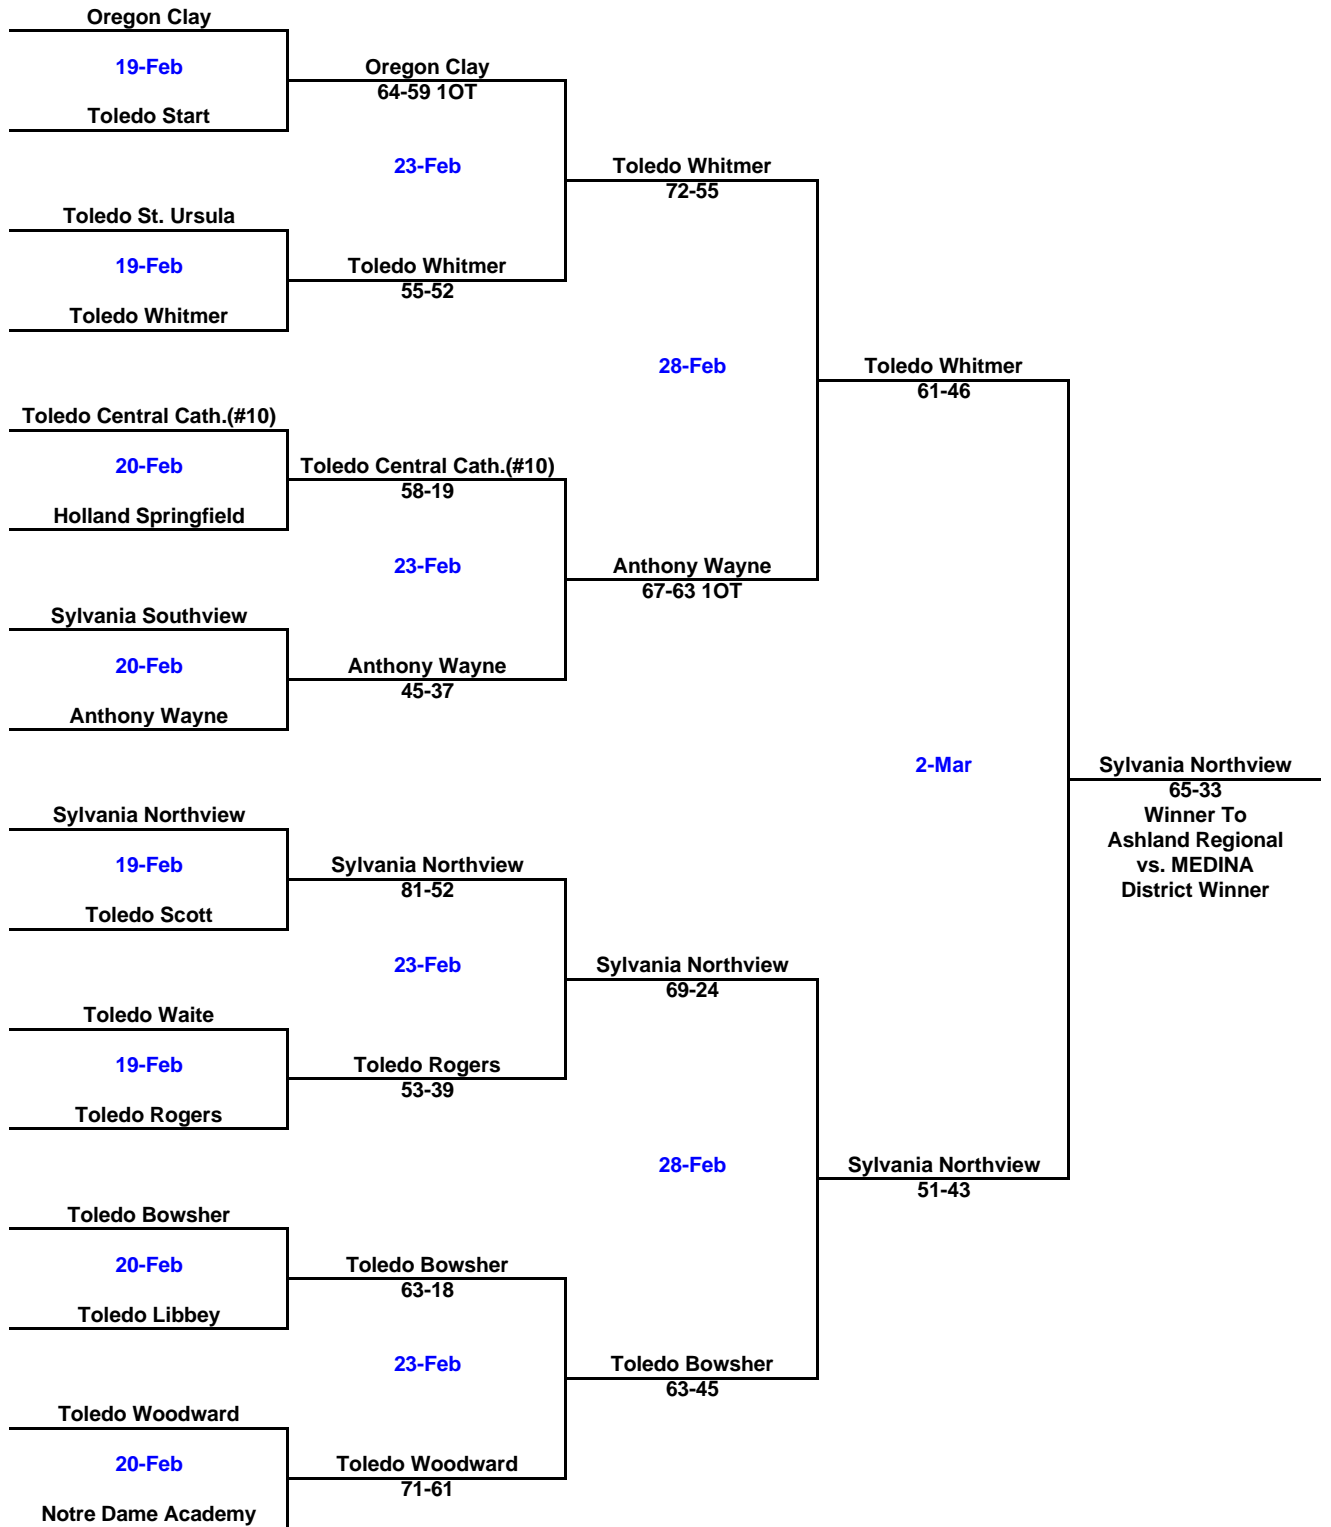 Oregon Clay
19-Feb
Oregon Clay
64-59 1OT
Toledo Start
23-Feb
Toledo Whitmer
72-55
Toledo St. Ursula
19-Feb
Toledo Whitmer
55-52
Toledo Whitmer
28-Feb
Toledo Whitmer
61-46
Toledo Central Cath.(#10)
20-Feb
Toledo Central Cath.(#10)
58-19
Holland Springfield
23-Feb
Anthony Wayne
67-63 1OT
Sylvania Southview
20-Feb
Anthony Wayne
45-37
Anthony Wayne
2-Mar
Sylvania Northview
65-33
Winner To
Ashland Regional
vs. MEDINA
District Winner
Sylvania Northview
19-Feb
Sylvania Northview
81-52
Toledo Scott
23-Feb
Sylvania Northview
69-24
Toledo Waite
19-Feb
Toledo Rogers
53-39
Toledo Rogers
28-Feb
Sylvania Northview
51-43
Toledo Bowsher
20-Feb
Toledo Bowsher
63-18
Toledo Libbey
23-Feb
Toledo Bowsher
63-45
Toledo Woodward
20-Feb
Toledo Woodward
71-61
Notre Dame Academy